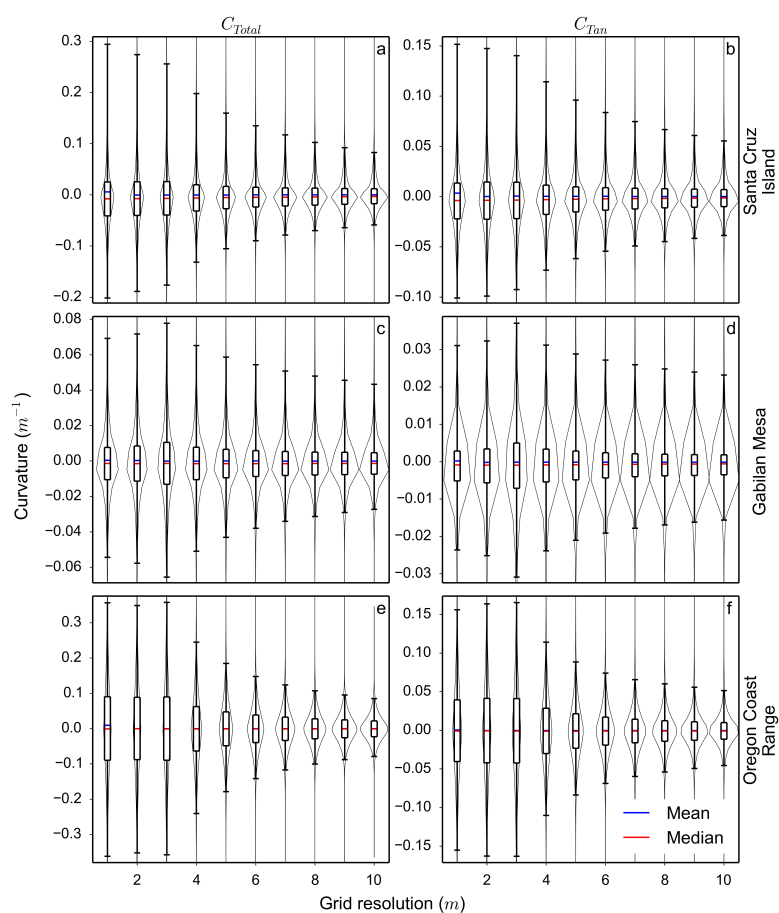 C_Total
C_Tan
a
0.3
0.2
0.1
0.0
−0.1
−0.2
b
0.15
0.10
0.05
0.00
−0.05
−0.10
Santa Cruz
Island
c
0.08
0.06
0.04
0.02
0.00
−0.02
−0.04
−0.06
d
0.03
0.02
0.01
0.00
−0.01
−0.02
−0.03
Gabilan Mesa
Curvature (m⁻¹)
e
0.3
0.2
0.1
0.0
−0.1
−0.2
−0.3
f
0.15
0.10
0.05
0.00
−0.05
−0.10
−0.15
Oregon Coast
Range
Mean
Median
2 4 6 8 10
2 4 6 8 10
Grid resolution (m)